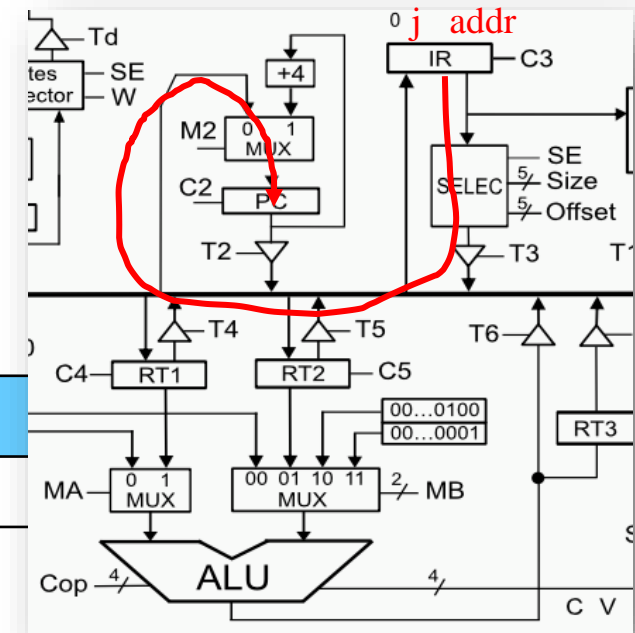 0 j addr
Td
IR
C3
tes
ector
SE
W
+4
M2
0 1
MUX
C2
PC
SELEC
SE
5
Size
5
Offset
T2
T3
T1
T4
T5
T6
C4
RT1
RT2
C5
00...0100
00...0001
RT3
MA
0 1
MUX
00 01 10 11
MUX
2
MB
Cop
4
ALU
4
C V